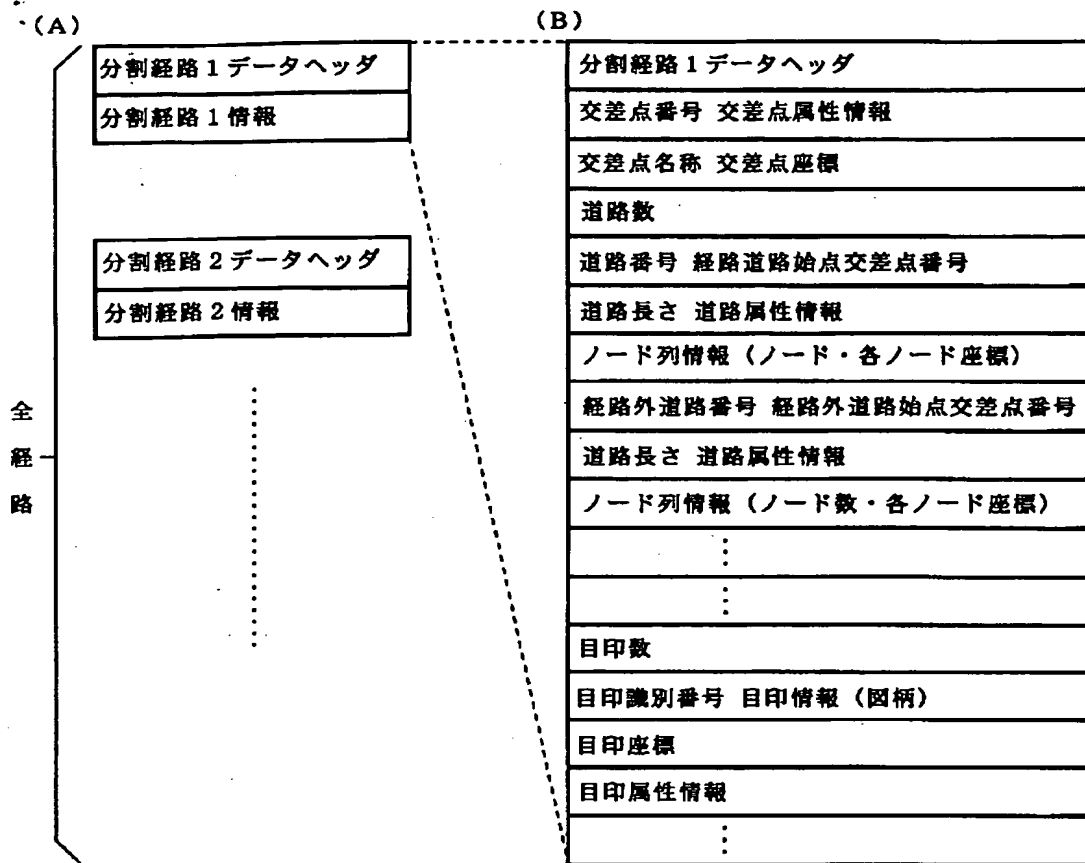 (A)
(B)
分割経路1データヘッダ
分割経路1情報
分割経路2データヘッダ
分割経路2情報
全経路
分割経路1データヘッダ
交差点番号 交差点属性情報
交差点名称 交差点座標
道路数
道路番号 経路道路始点交差点番号
道路長さ 道路属性情報
ノード列情報（ノード・各ノード座標）
経路外道路番号 経路外道路始点交差点番号
道路長さ 道路属性情報
ノード列情報（ノード数・各ノード座標）
目印数
目印識別番号 目印情報（図柄）
目印座標
目印属性情報